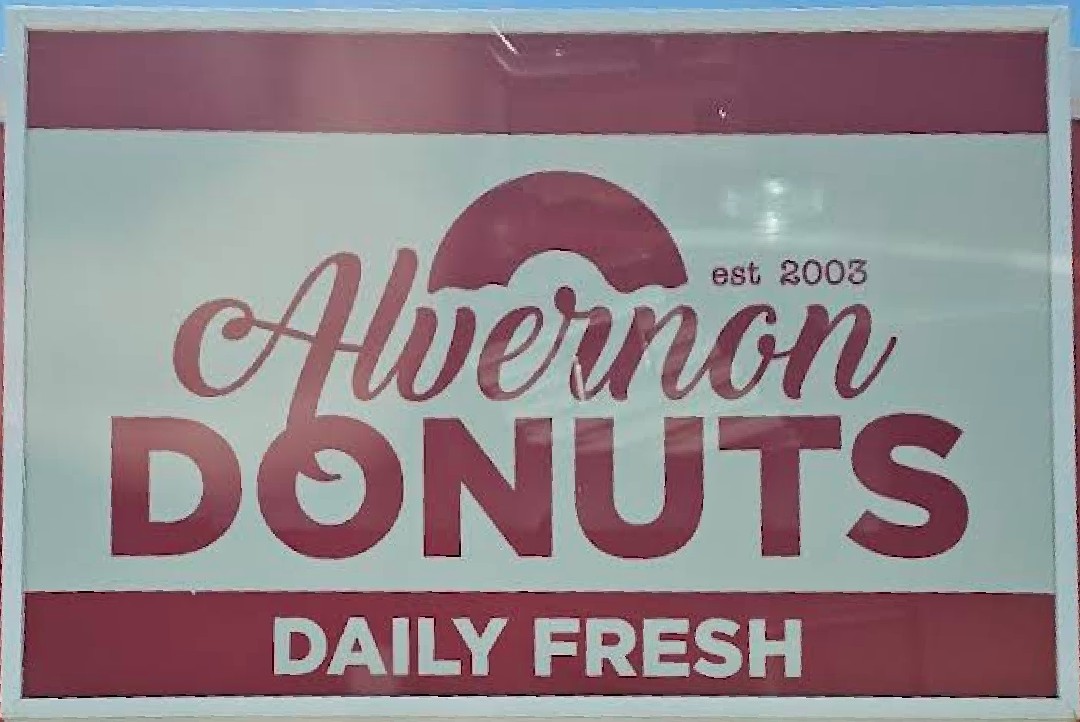 est 2003
Alvernon
DONUTS
DAILY FRESH